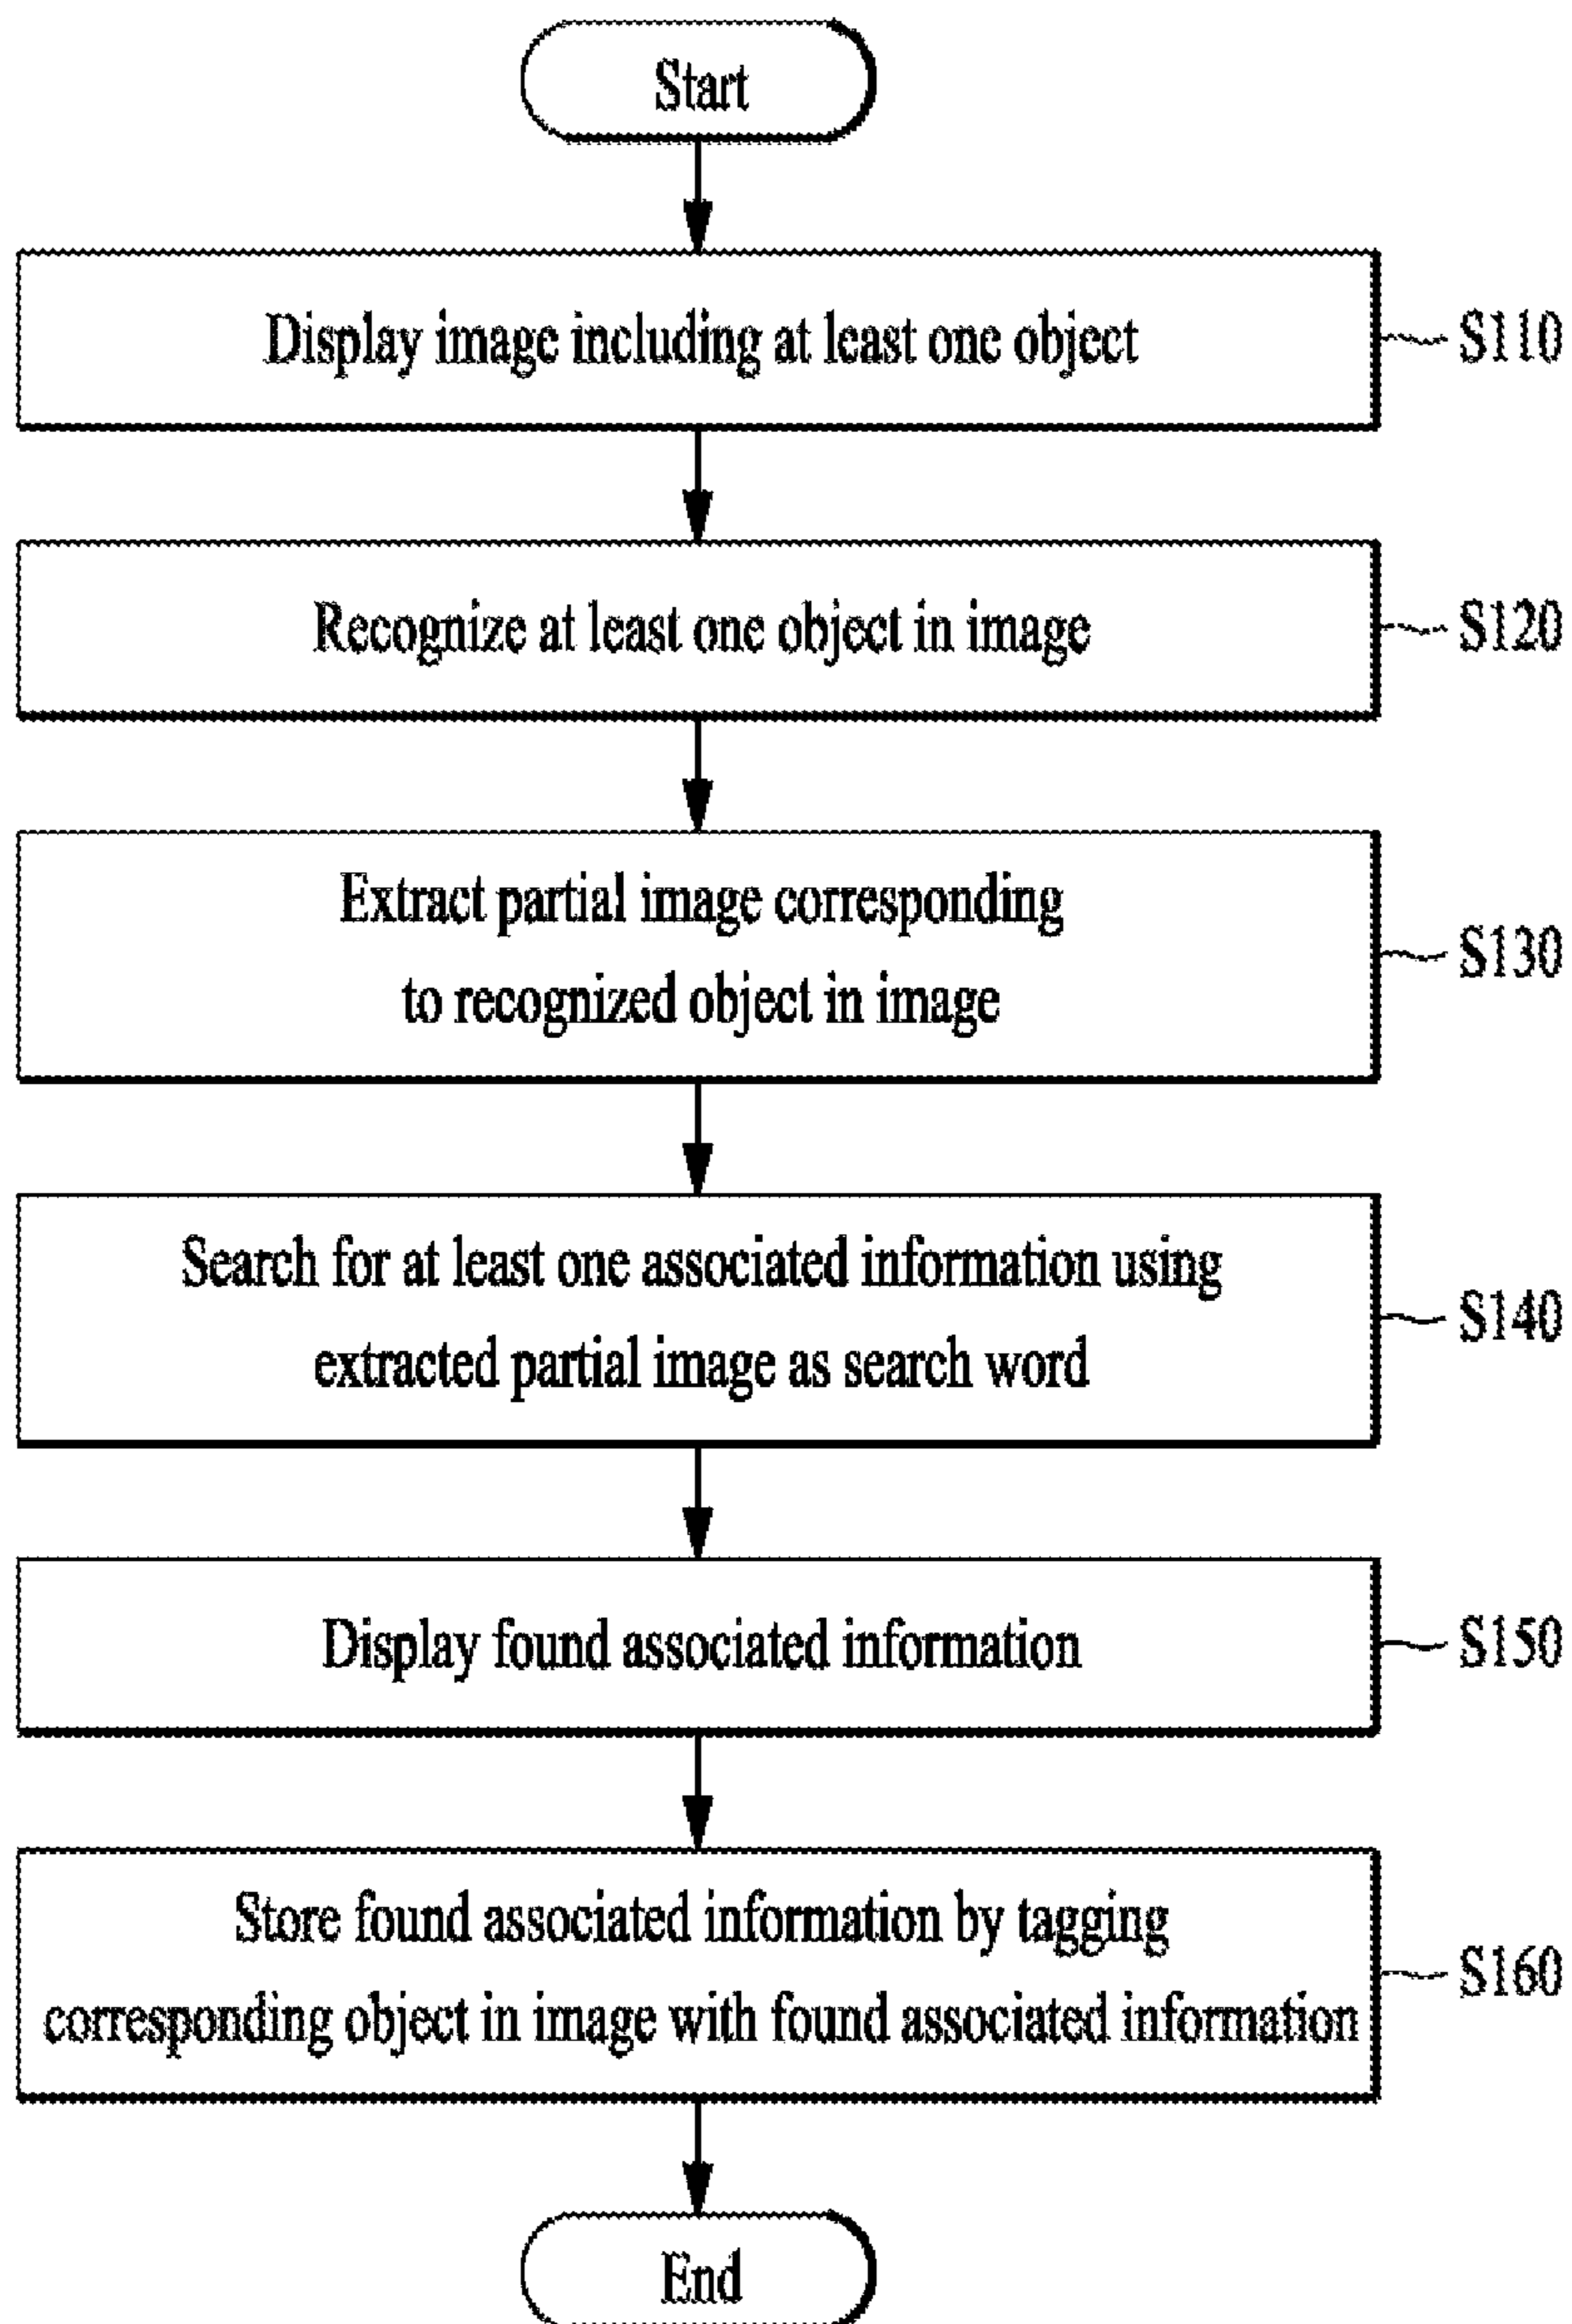 Start
Display image including at least one object
S110
Recognize at least one object in image
S120
Extract partial image corresponding
to recognized object in image
S130
Search for at least one associated information using
extracted partial image as search word
S140
Display found associated information
S150
Store found associated information by tagging
corresponding object in image with found associated information
S160
End